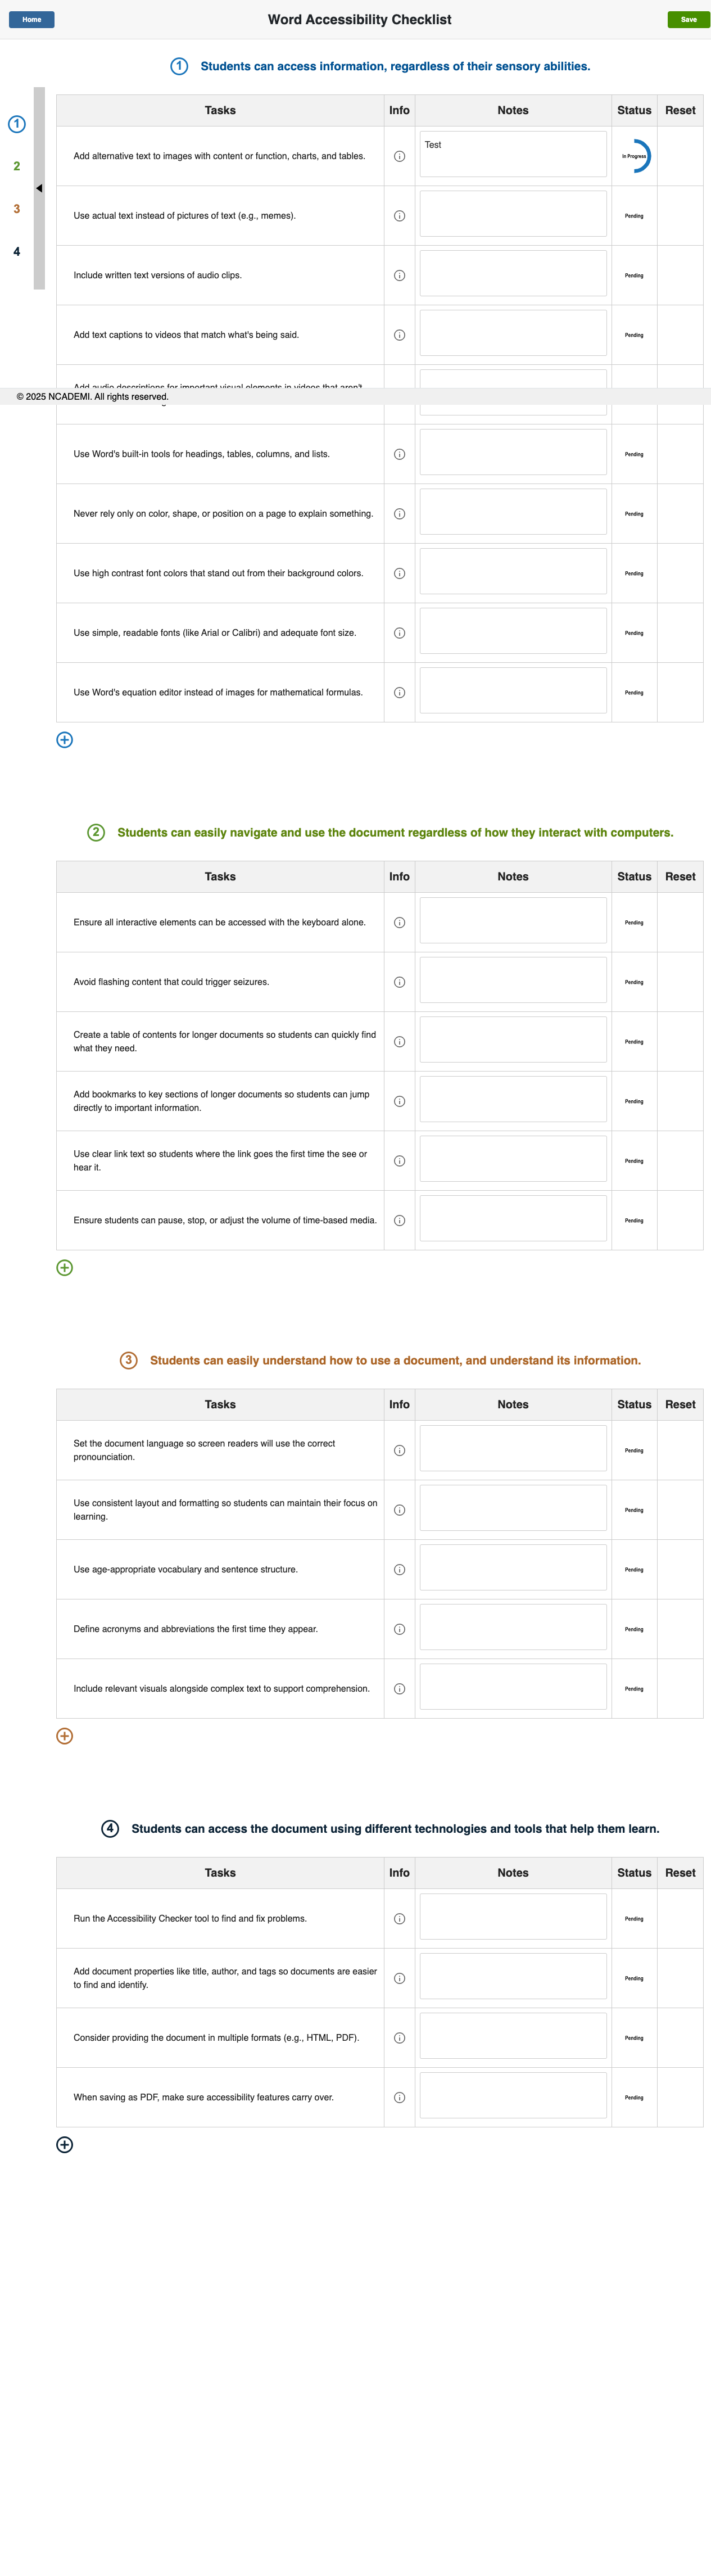 Home
Word Accessibility Checklist
Save
1 Students can access information, regardless of their sensory abilities.
1
2
3
4
Tasks Info Notes Status Reset
Add alternative text to images with content or function, charts, and tables. i Test In Progress
Use actual text instead of pictures of text (e.g., memes). i Pending
Include written text versions of audio clips. i Pending
Add text captions to videos that match what's being said. i Pending
Add audio descriptions for important visual elements in videos that aren't
© 2025 NCADEMI. All rights reserved.
Use Word's built-in tools for headings, tables, columns, and lists. i Pending
Never rely only on color, shape, or position on a page to explain something. i Pending
Use high contrast font colors that stand out from their background colors. i Pending
Use simple, readable fonts (like Arial or Calibri) and adequate font size. i Pending
Use Word's equation editor instead of images for mathematical formulas. i Pending
2 Students can easily navigate and use the document regardless of how they interact with computers.
Tasks Info Notes Status Reset
Ensure all interactive elements can be accessed with the keyboard alone. i Pending
Avoid flashing content that could trigger seizures. i Pending
Create a table of contents for longer documents so students can quickly find
what they need. i Pending
Add bookmarks to key sections of longer documents so students can jump
directly to important information. i Pending
Use clear link text so students where the link goes the first time the see or
hear it. i Pending
Ensure students can pause, stop, or adjust the volume of time-based media. i Pending
3 Students can easily understand how to use a document, and understand its information.
Tasks Info Notes Status Reset
Set the document language so screen readers will use the correct
pronounciation. i Pending
Use consistent layout and formatting so students can maintain their focus on
learning. i Pending
Use age-appropriate vocabulary and sentence structure. i Pending
Define acronyms and abbreviations the first time they appear. i Pending
Include relevant visuals alongside complex text to support comprehension. i Pending
4 Students can access the document using different technologies and tools that help them learn.
Tasks Info Notes Status Reset
Run the Accessibility Checker tool to find and fix problems. i Pending
Add document properties like title, author, and tags so documents are easier
to find and identify. i Pending
Consider providing the document in multiple formats (e.g., HTML, PDF). i Pending
When saving as PDF, make sure accessibility features carry over. i Pending